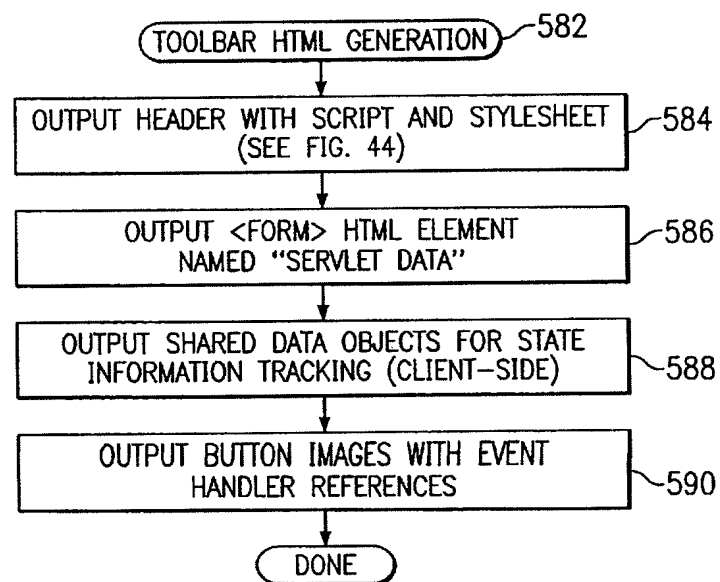 TOOLBAR HTML GENERATION
582
OUTPUT HEADER WITH SCRIPT AND STYLESHEET
(SEE FIG. 44)
584
OUTPUT <FORM> HTML ELEMENT
NAMED "SERVLET DATA"
586
OUTPUT SHARED DATA OBJECTS FOR STATE
INFORMATION TRACKING (CLIENT-SIDE)
588
OUTPUT BUTTON IMAGES WITH EVENT
HANDLER REFERENCES
590
DONE